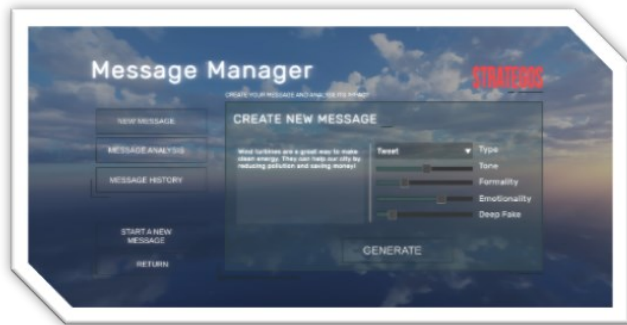 Message Manager
STRATEGOS
CREATE YOUR MESSAGE AND ANALYSE ITS IMPACT
NEW MESSAGE
MESSAGE ANALYSIS
MESSAGE HISTORY
START A NEW
MESSAGE
RETURN
CREATE NEW MESSAGE
Wind turbines are a great way to make
clean energy. They can help our city by
reducing pollution and saving money!
Tweet
Type
Tone
Formality
Emotionality
Deep Fake
GENERATE